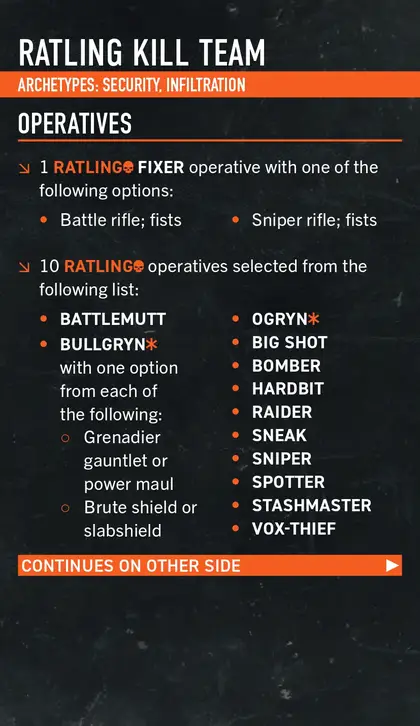 RATLING KILL TEAM
ARCHETYPES: SECURITY, INFILTRATION
OPERATIVES
↘ 1 RATLING FIXER operative with one of the
following options:
• Battle rifle; fists
• Sniper rifle; fists
↘ 10 RATLING operatives selected from the
following list:
• BATTLEMUTT
• BULLGRYN*
with one option
from each of
the following:
○ Grenadier
gauntlet or
power maul
○ Brute shield or
slabshield
• OGRYN*
• BIG SHOT
• BOMBER
• HARDBIT
• RAIDER
• SNEAK
• SNIPER
• SPOTTER
• STASHMASTER
• VOX-THIEF
CONTINUES ON OTHER SIDE ▶